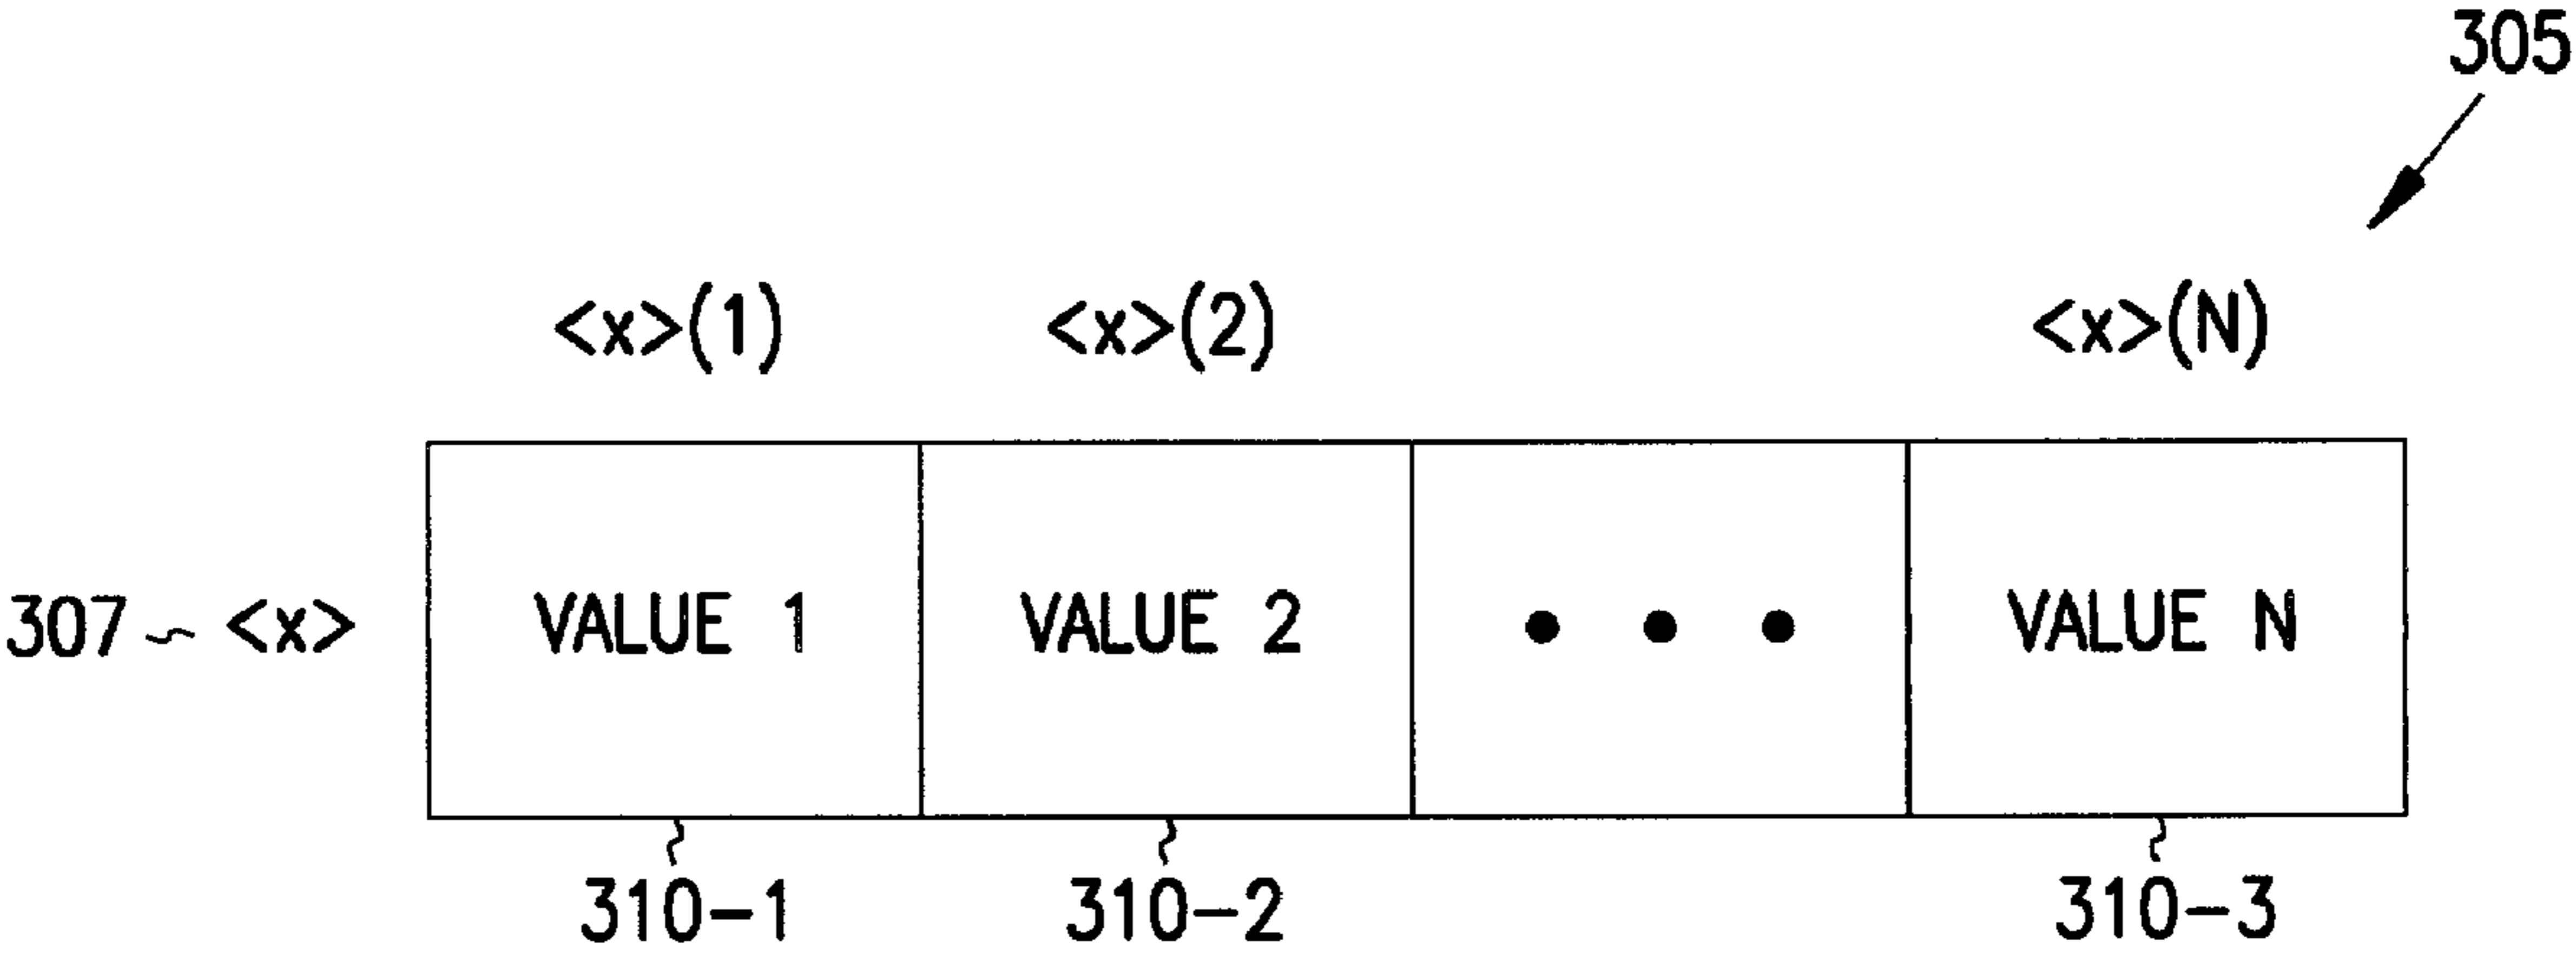 305
<x>(1) <x>(2) <x>(N)
307 <x> VALUE 1 VALUE 2 • • • VALUE N
310-1 310-2 310-3